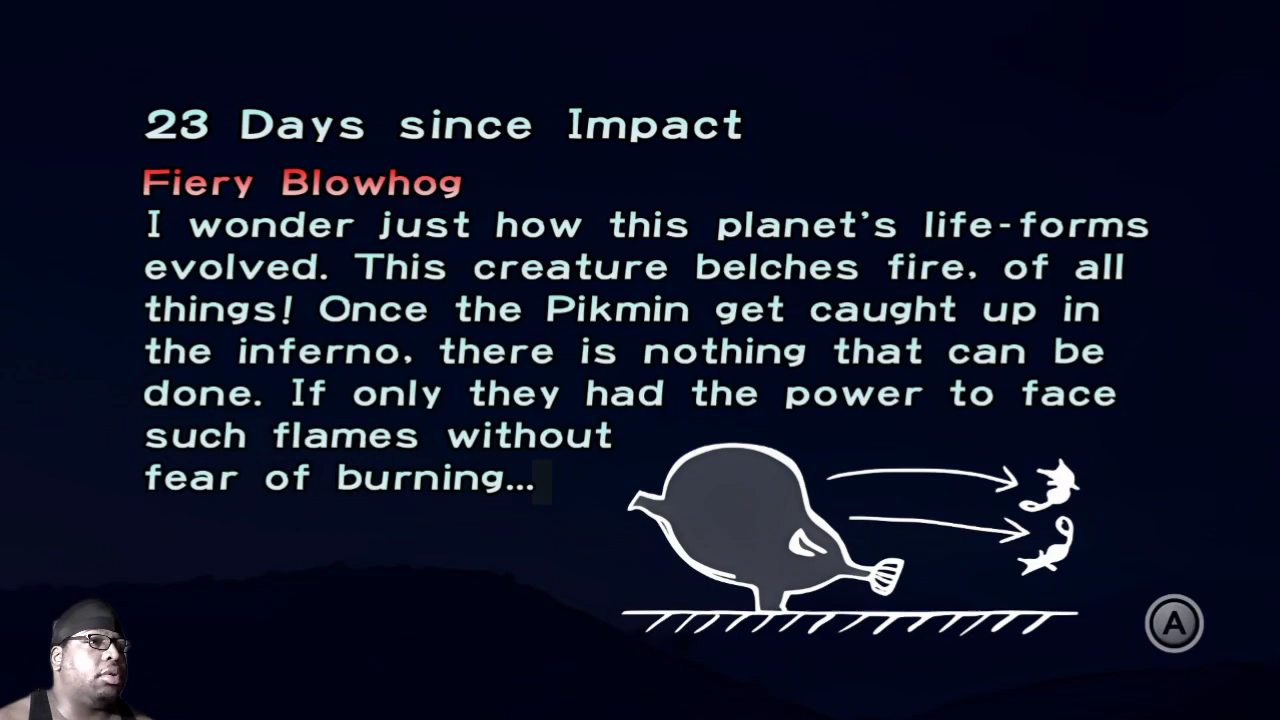 23 Days since Impact
Fiery Blowhog
I wonder just how this planet's life-forms
evolved. This creature belches fire, of all
things! Once the Pikmin get caught up in
the inferno, there is nothing that can be
done. If only they had the power to face
such flames without
fear of burning...
A